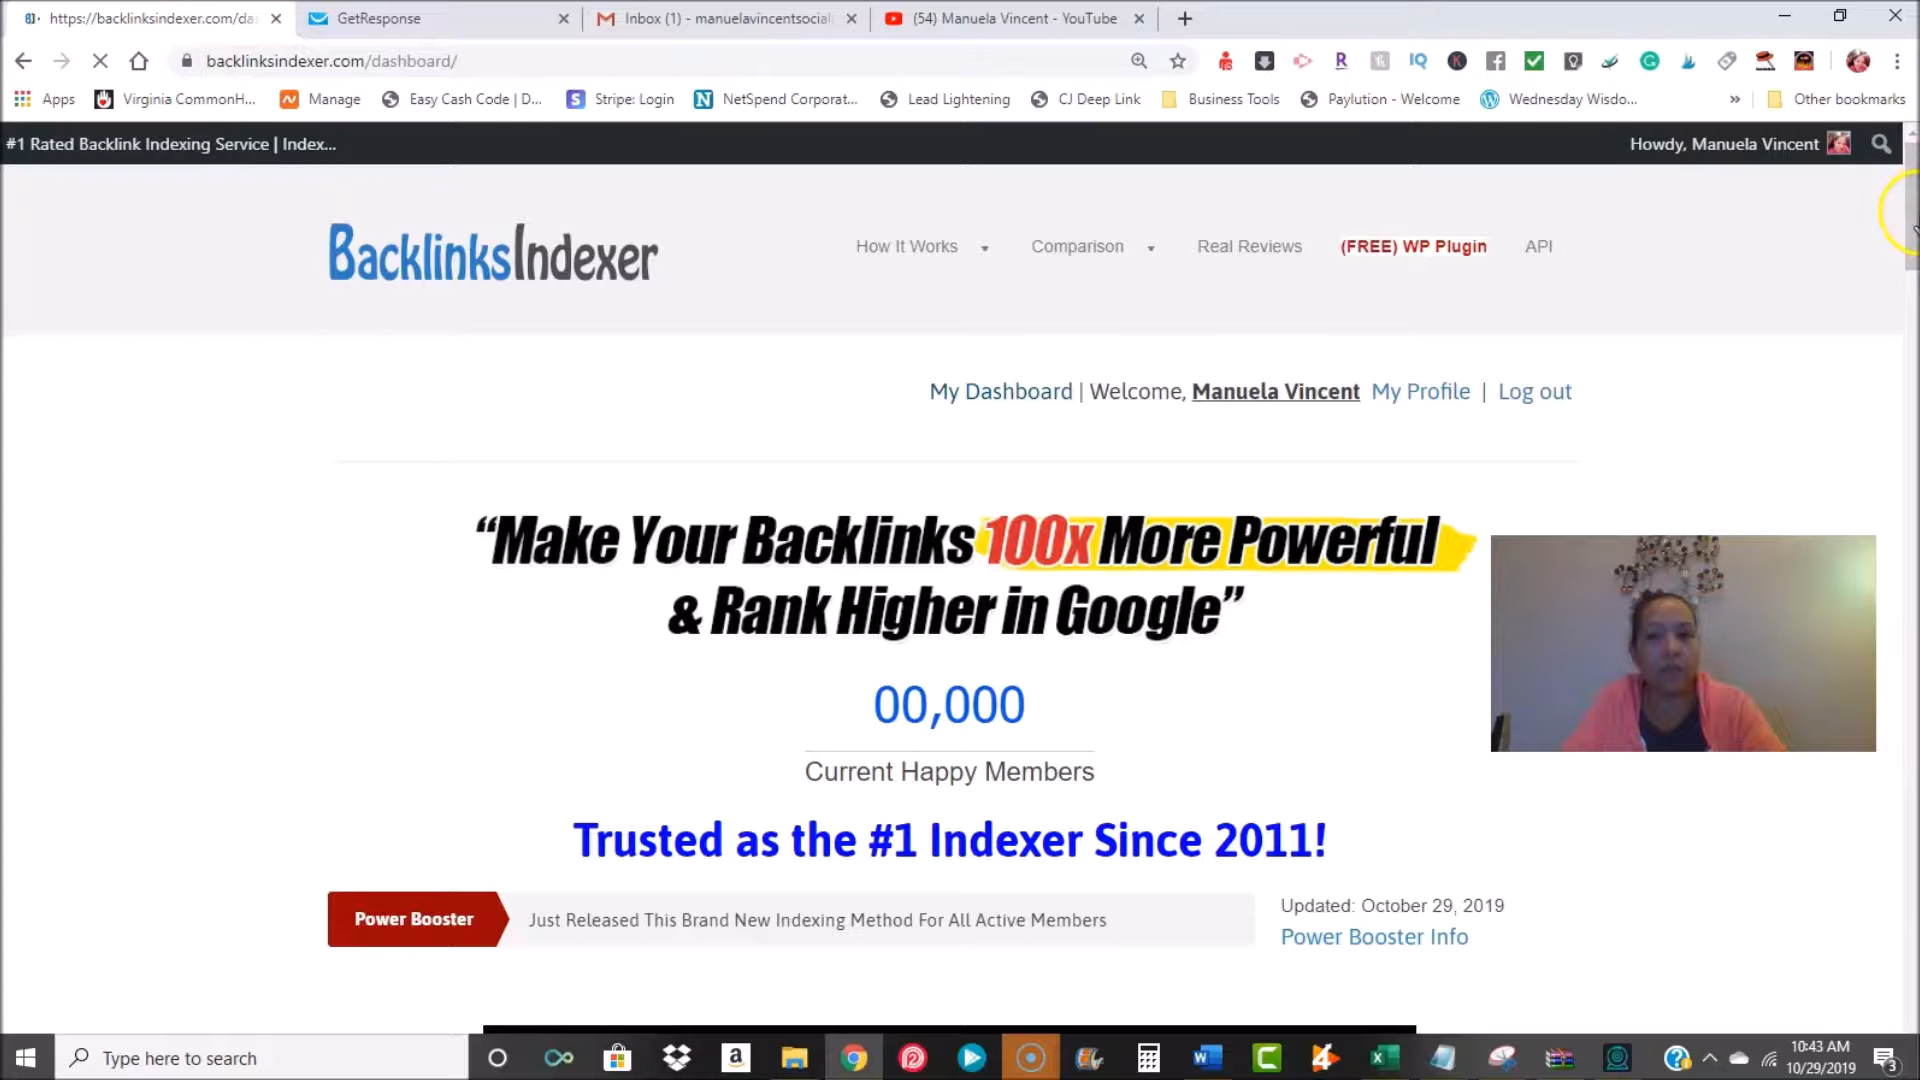 https://backlinksindexer.com/da
GetResponse
Inbox (1) - manuelavincentsocial
(54) Manuela Vincent - YouTube
backlinksindexer.com/dashboard/
Apps
Virginia CommonH...
Manage
Easy Cash Code | D...
Stripe: Login
NetSpend Corporat...
Lead Lightening
CJ Deep Link
Business Tools
Paylution - Welcome
Wednesday Wisdo...
Other bookmarks
#1 Rated Backlink Indexing Service | Index...
Howdy, Manuela Vincent
BacklinksIndexer
How It Works
Comparison
Real Reviews
(FREE) WP Plugin
API
My Dashboard | Welcome, Manuela Vincent My Profile | Log out
“Make Your Backlinks 100x More Powerful
& Rank Higher in Google”
00,000
Current Happy Members
Trusted as the #1 Indexer Since 2011!
Power Booster
Just Released This Brand New Indexing Method For All Active Members
Updated: October 29, 2019
Power Booster Info
Type here to search
10:43 AM
10/29/2019
3